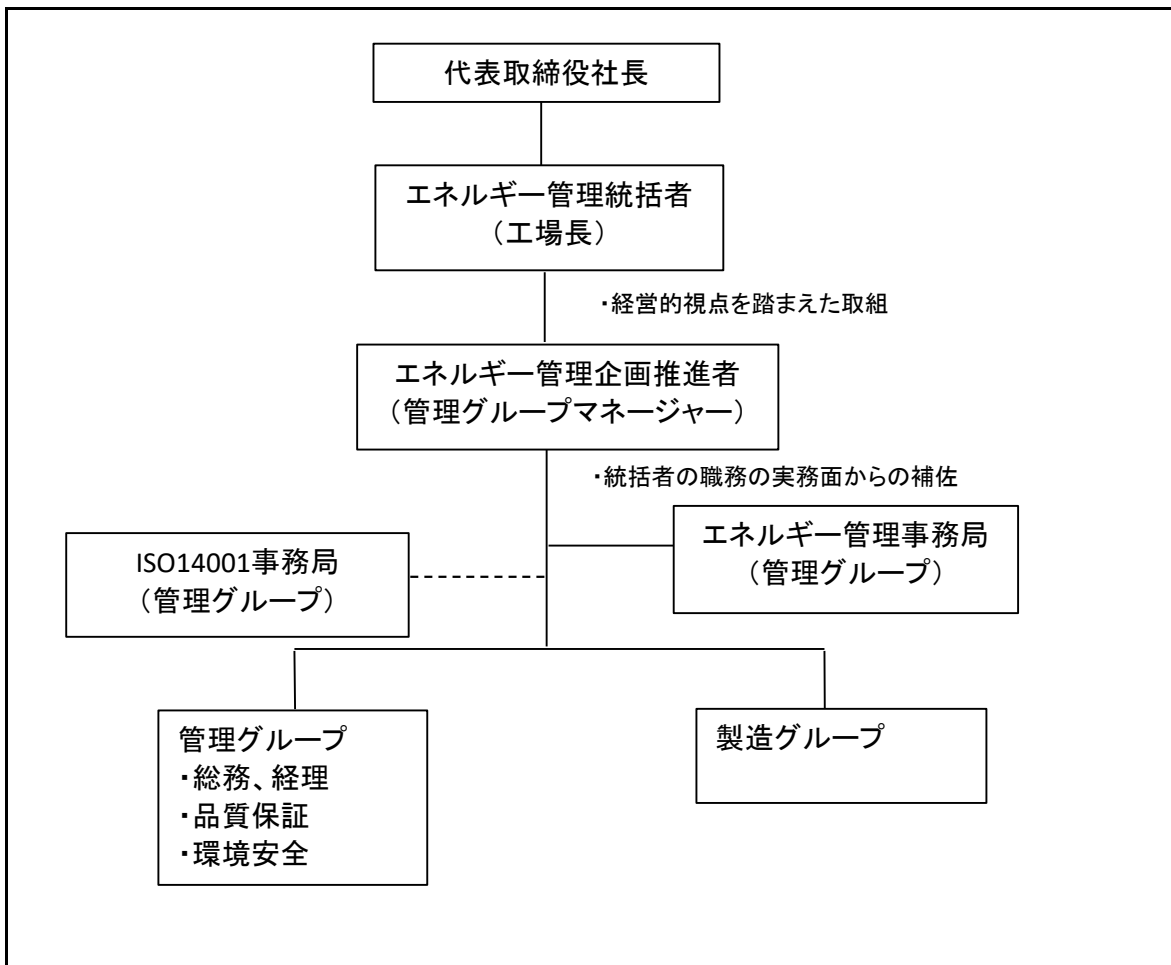 代表取締役社長
エネルギー管理統括者
（工場長）
・経営的視点を踏まえた取組
エネルギー管理企画推進者
（管理グループマネージャー）
・統括者の職務の実務面からの補佐
エネルギー管理事務局
（管理グループ）
ISO14001事務局
（管理グループ）
管理グループ
・総務、経理
・品質保証
・環境安全
製造グループ